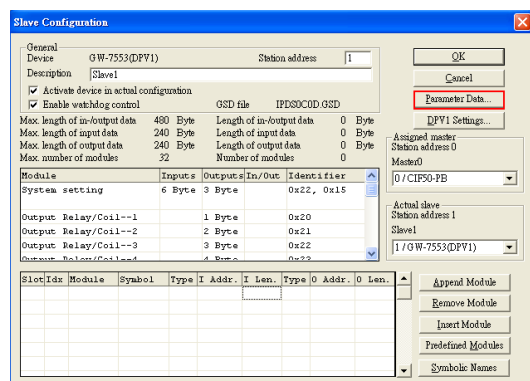 Slave Configuration
General
Device GW-7553(DPV1) Station address 1
Description Slave1
Activate device in actual configuration
Enable watchdog control GSD file IPDS0C0D.GSD
Max. length of in-/output data 480 Byte Length of in-/output data 0 Byte
Max. length of input data 240 Byte Length of input data 0 Byte
Max. length of output data 240 Byte Length of output data 0 Byte
Max. number of modules 32 Number of modules 0
Module Inputs Outputs In/Out Identifier
System setting 6 Byte 3 Byte 0x22, 0x15
Output Relay/Coil--1 1 Byte 0x20
Output Relay/Coil--2 2 Byte 0x21
Output Relay/Coil--3 3 Byte 0x22
Output Relay/Coil--4 4 Byte 0x23
Slot Idx Module Symbol Type I Addr. I Len. Type O Addr. O Len.
OK
Cancel
Parameter Data...
DPV1 Settings...
Assigned master
Station address 0
Master0
0 / CIF50-PB
Actual slave
Station address 1
Slave1
1 / GW-7553(DPV1)
Append Module
Remove Module
Insert Module
Predefined Modules
Symbolic Names